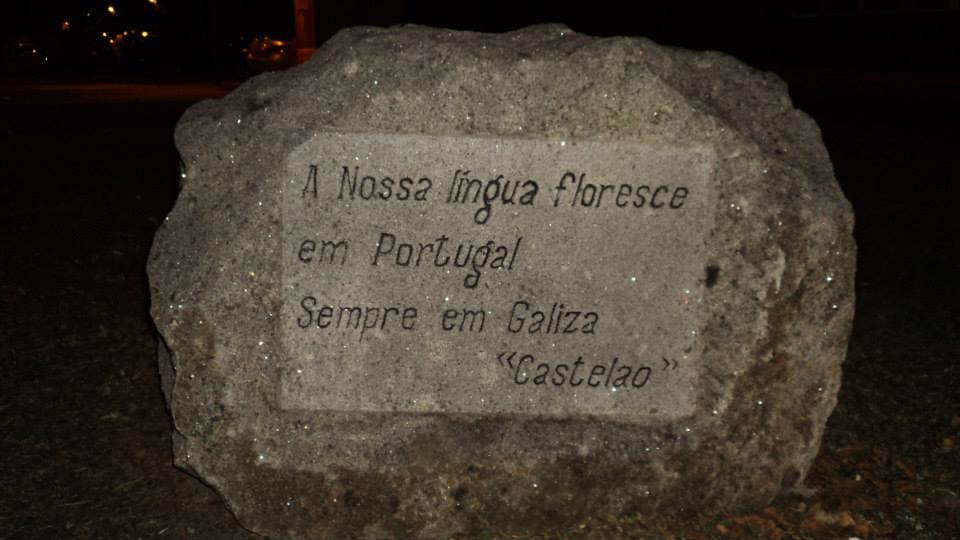 A Nossa língua floresce
em Portugal
Sempre em Galiza
“Castelao”